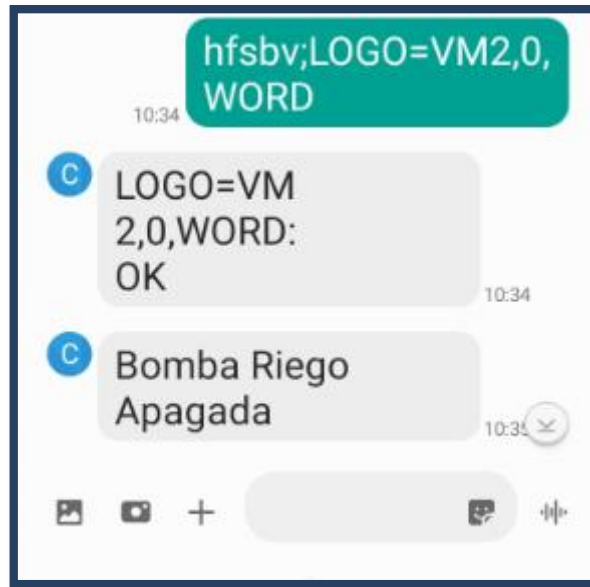 hfsbv;LOGO=VM2,0,
WORD
10:34
C
LOGO=VM
2,0,WORD:
OK
10:34
C
Bomba Riego
Apagada